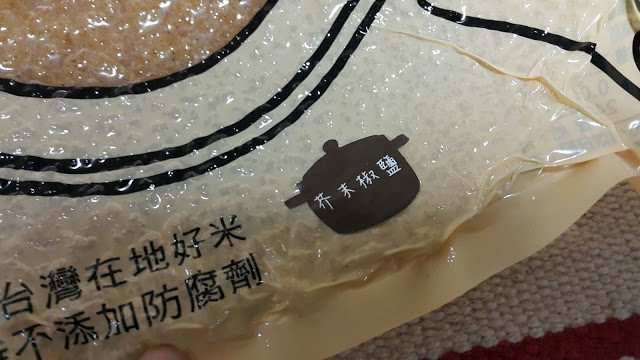 芥末椒鹽
台灣在地好米
不添加防腐劑